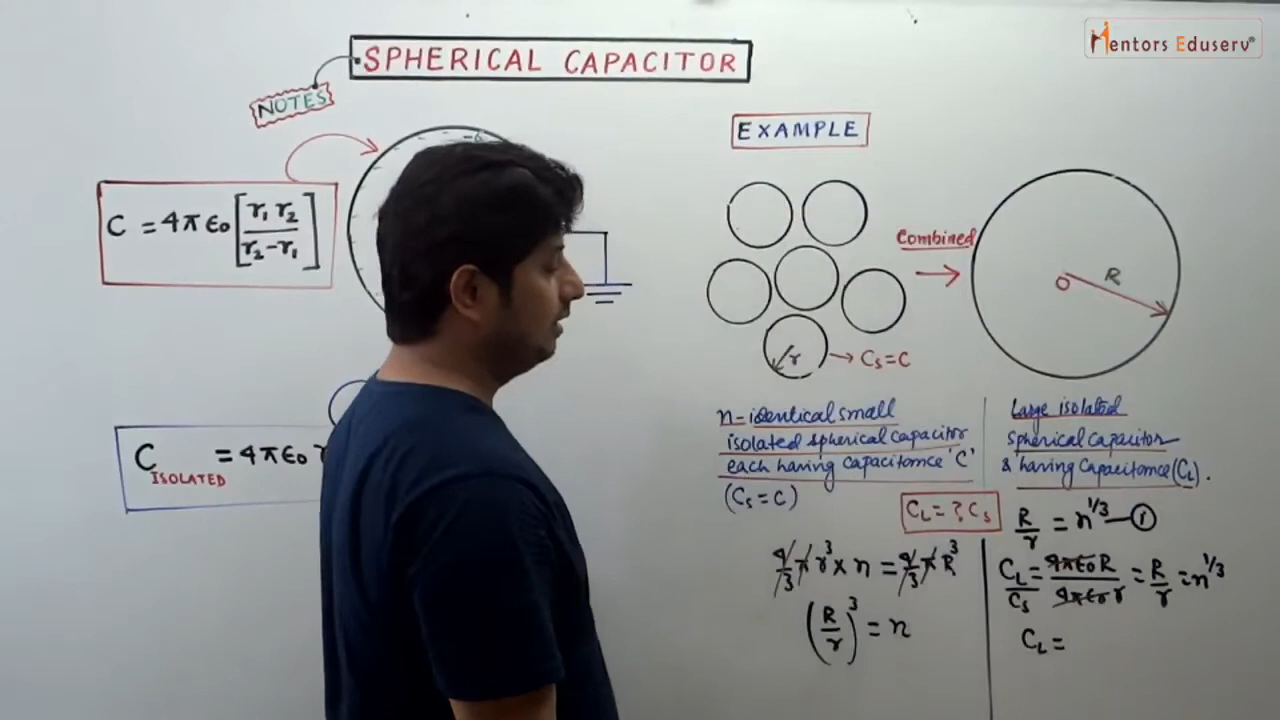 Mentors Eduserv®
SPHERICAL CAPACITOR
NOTES
C = 4π ϵ₀ [r₁ r₂ / r₂-r₁]
C ISOLATED = 4π ϵ₀ r
EXAMPLE
Combined
O R
r → Cs = C
n-identical small
isolated spherical capacitor
each having capacitance 'C'
(Cs = C)
Large isolated
spherical capacitor
& having capacitance (CL).
CL = ? Cs
4/3 π r³ × n = 4/3 π R³
(R/r)³ = n
R/r = n^1/3 — ①
CL/Cs = 4πϵ₀R / 4πϵ₀r = R/r = n^1/3
CL =